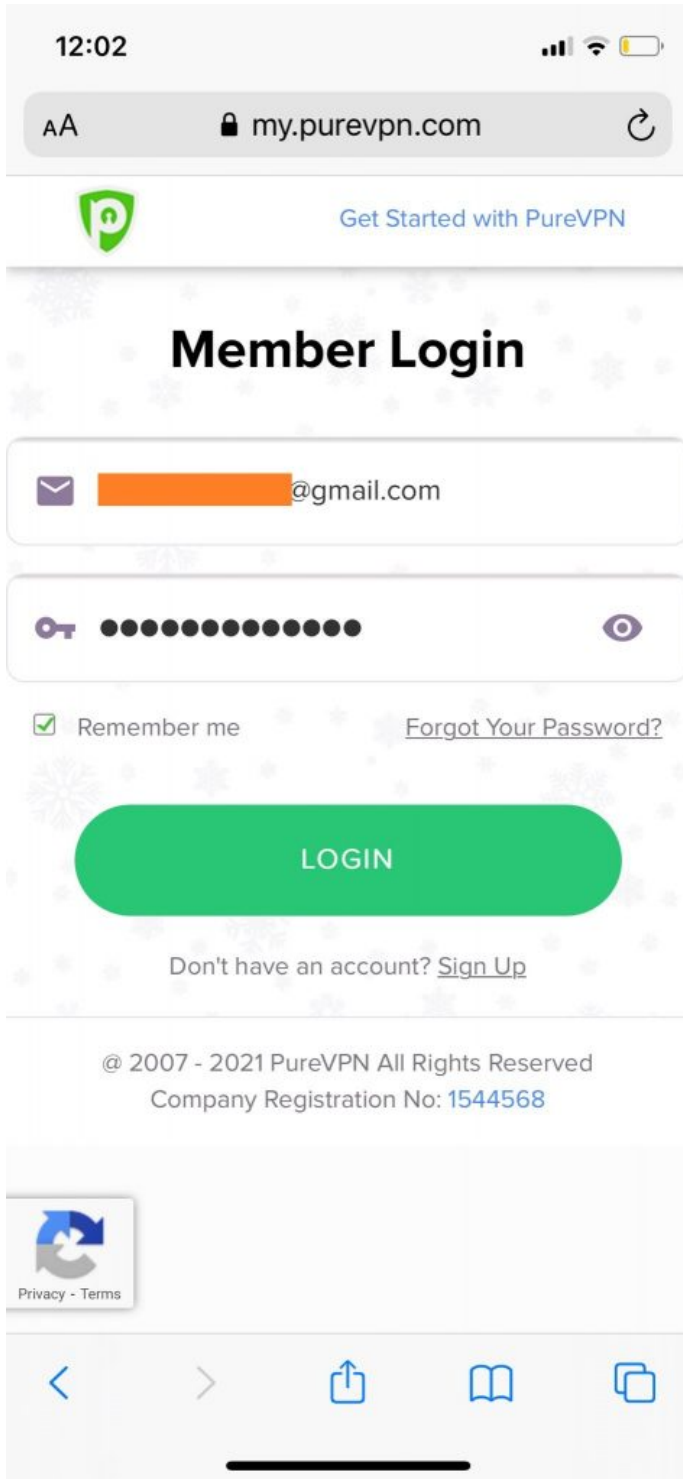 12:02
AA my.purevpn.com
Get Started with PureVPN
Member Login
@gmail.com
●●●●●●●●●●●●●
Remember me Forgot Your Password?
LOGIN
Don't have an account? Sign Up
@ 2007 - 2021 PureVPN All Rights Reserved
Company Registration No: 1544568
Privacy - Terms